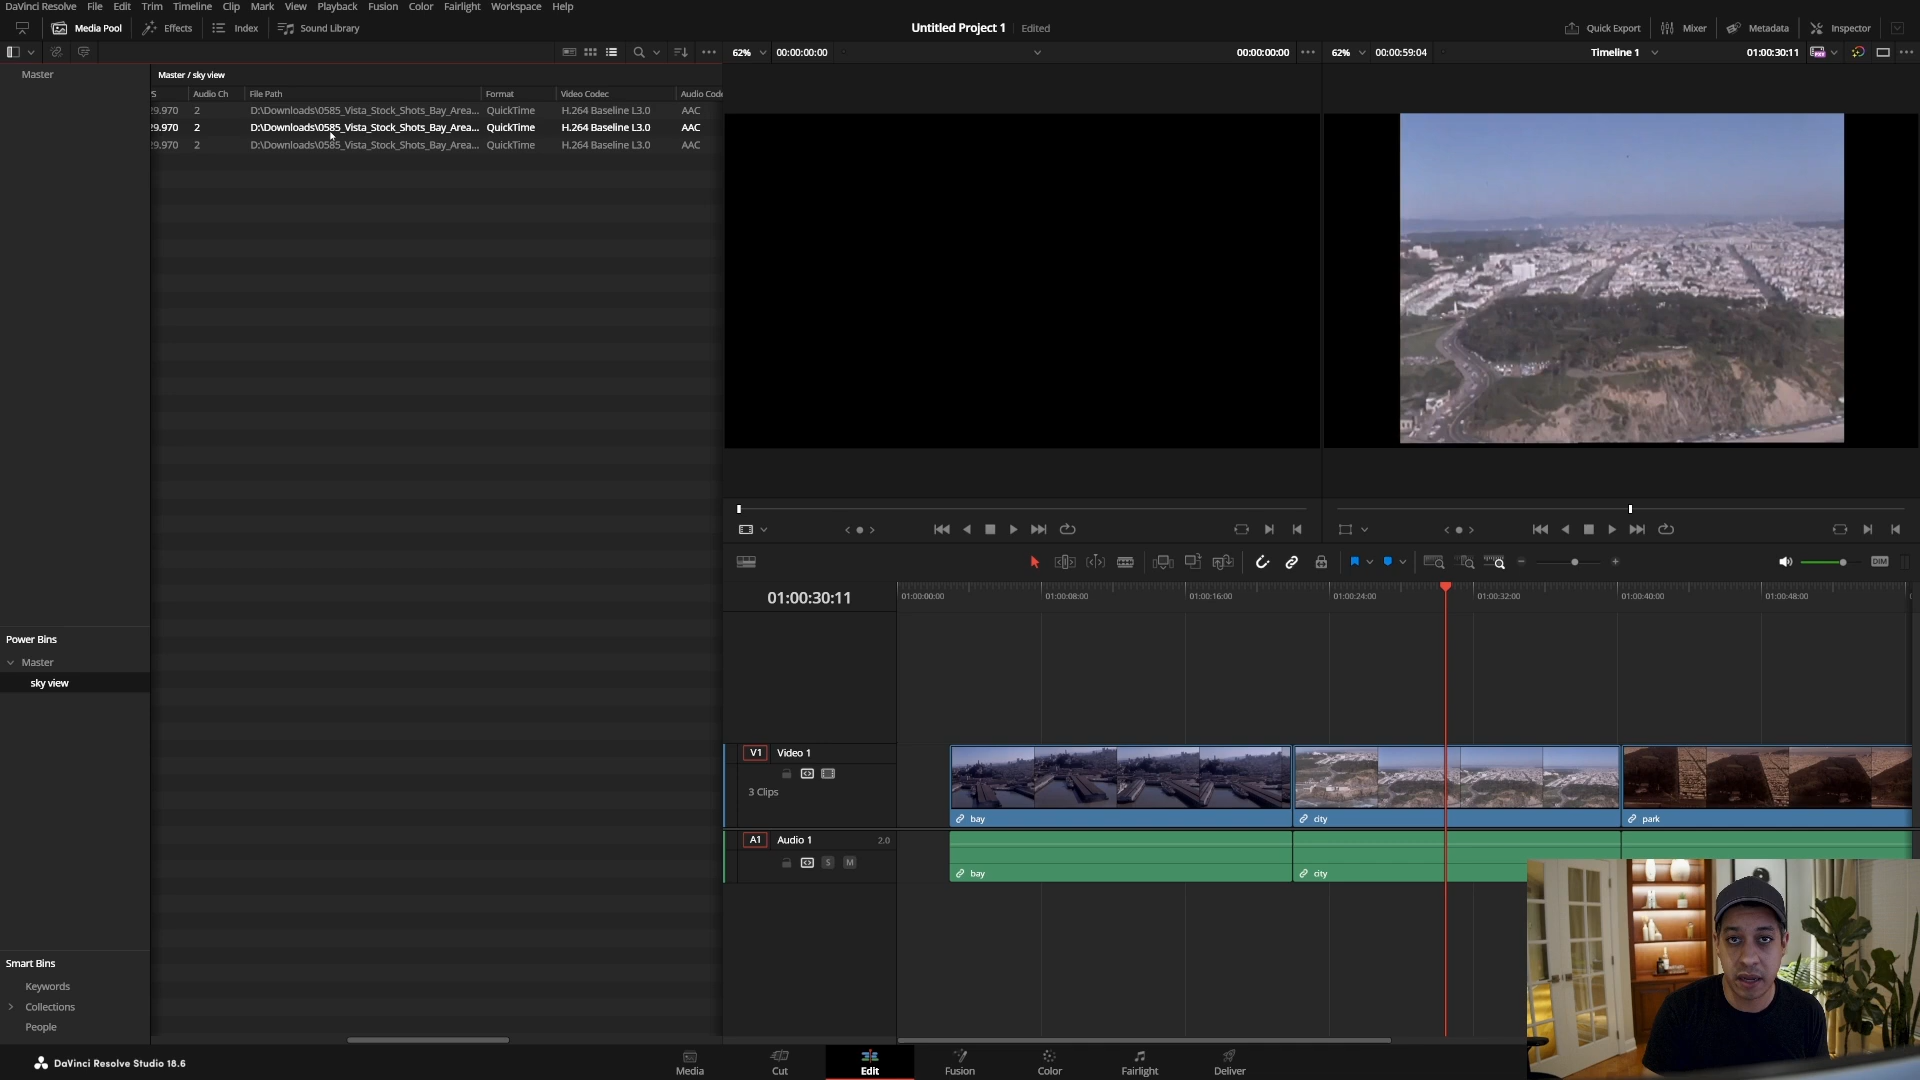 DaVinci Resolve File Edit Trim Timeline Clip Mark View Playback Fusion Color Fairlight Workspace Help
Media Pool Effects Index Sound Library Untitled Project 1 Edited Quick Export Mixer Metadata Inspector
62% 00:00:00:00 00:00:00:00 62% 00:00:59:04 Timeline 1 01:00:30:11
Master
Master / sky view
S Audio Ch File Path Format Video Codec Audio Code
29.970 2 D:\Downloads\0585_Vista_Stock_Shots_Bay_Area... QuickTime H.264 Baseline L3.0 AAC
29.970 2 D:\Downloads\0585_Vista_Stock_Shots_Bay_Area... QuickTime H.264 Baseline L3.0 AAC
29.970 2 D:\Downloads\0585_Vista_Stock_Shots_Bay_Area... QuickTime H.264 Baseline L3.0 AAC
DIM
01:00:30:11
01:00:00:00 01:00:08:00 01:00:16:00 01:00:24:00 01:00:32:00 01:00:40:00 01:00:48:00
Power Bins
Master
sky view
V1 Video 1
3 Clips
bay city park
A1 Audio 1 2.0
S M
bay city
Smart Bins
Keywords
Collections
People
DaVinci Resolve Studio 18.6
Media Cut Edit Fusion Color Fairlight Deliver